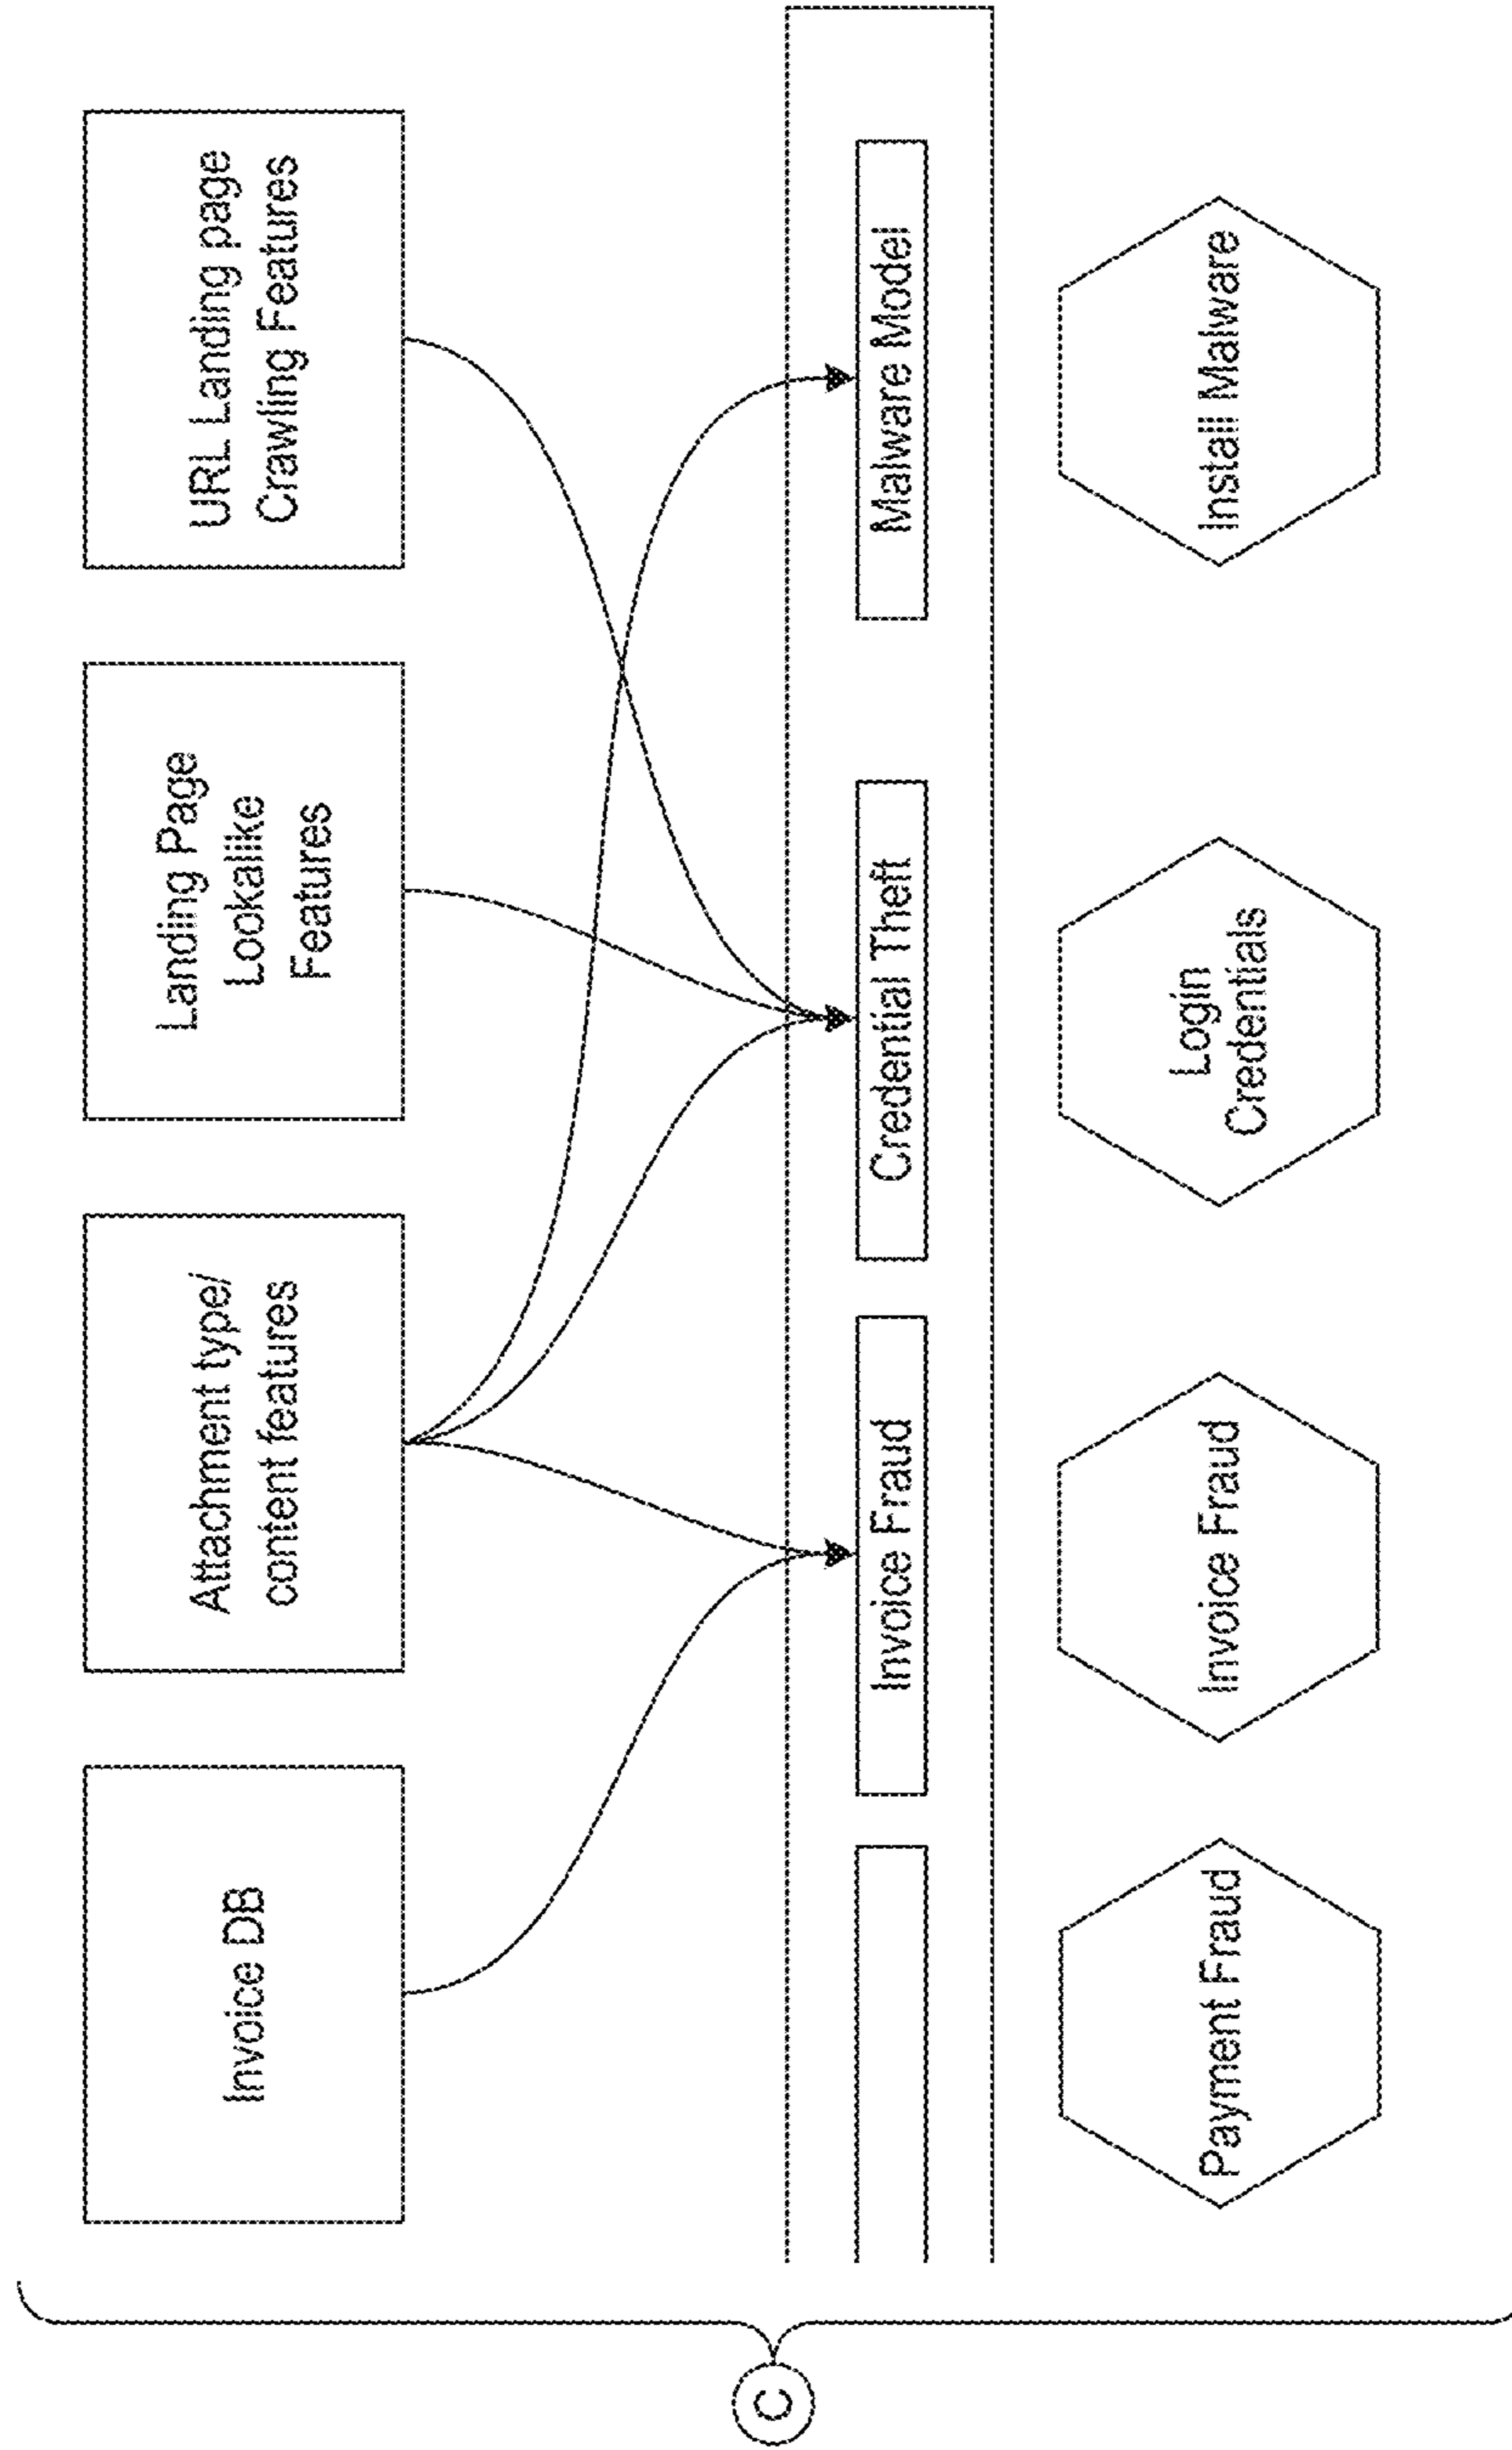 Invoice DB
Attachment type/
content features
Landing Page
Lookalike
Features
URL Landing page
Crawling Features
Invoice Fraud
Credential Theft
Malware Model
Payment Fraud
Invoice Fraud
Login
Credentials
Install Malware
C